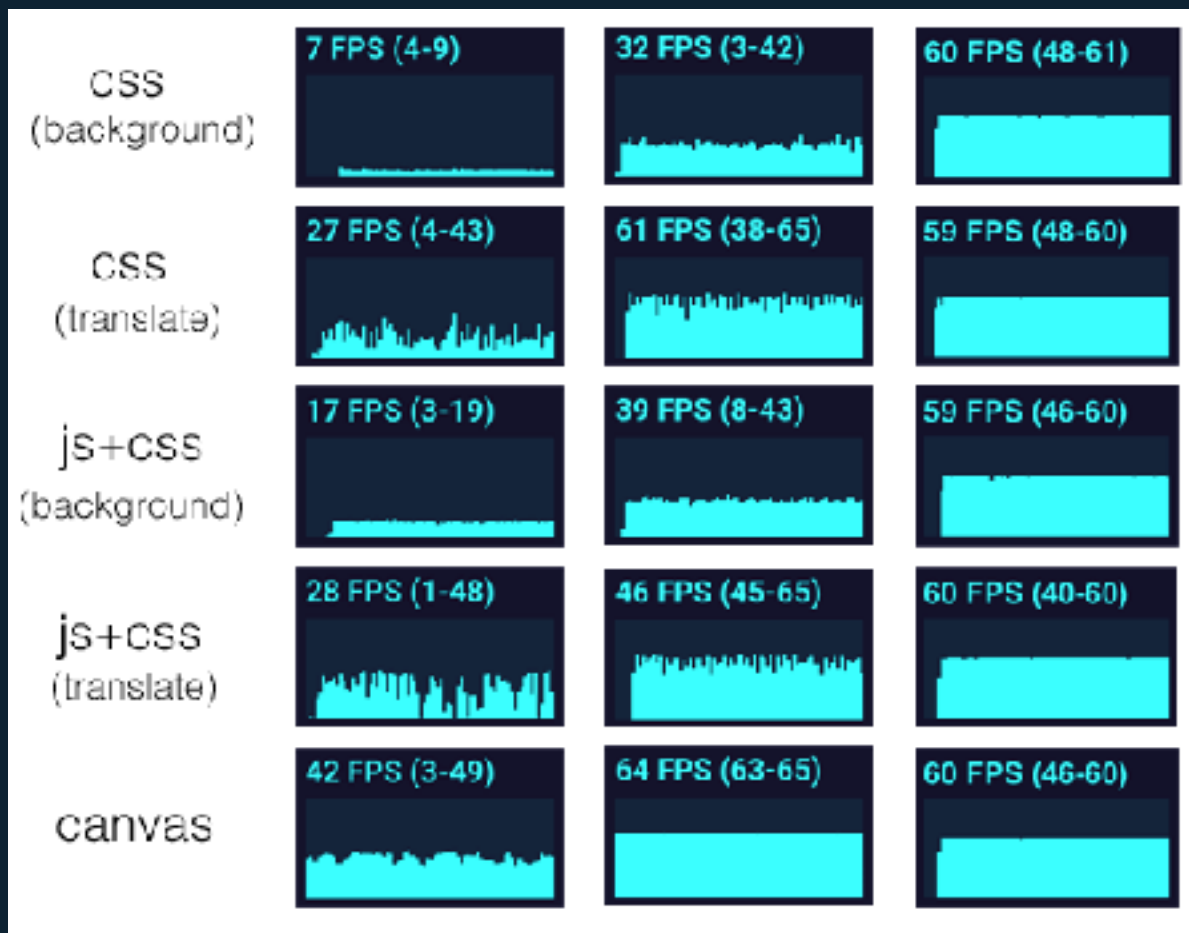 css
(background)
7 FPS (4-9)
32 FPS (3-42)
60 FPS (48-61)
css
(translate)
27 FPS (4-43)
61 FPS (38-65)
59 FPS (48-60)
js+css
(background)
17 FPS (3-19)
39 FPS (8-43)
59 FPS (46-60)
js+css
(translate)
28 FPS (1-48)
46 FPS (45-65)
60 FPS (40-60)
canvas
42 FPS (3-49)
64 FPS (63-65)
60 FPS (46-60)